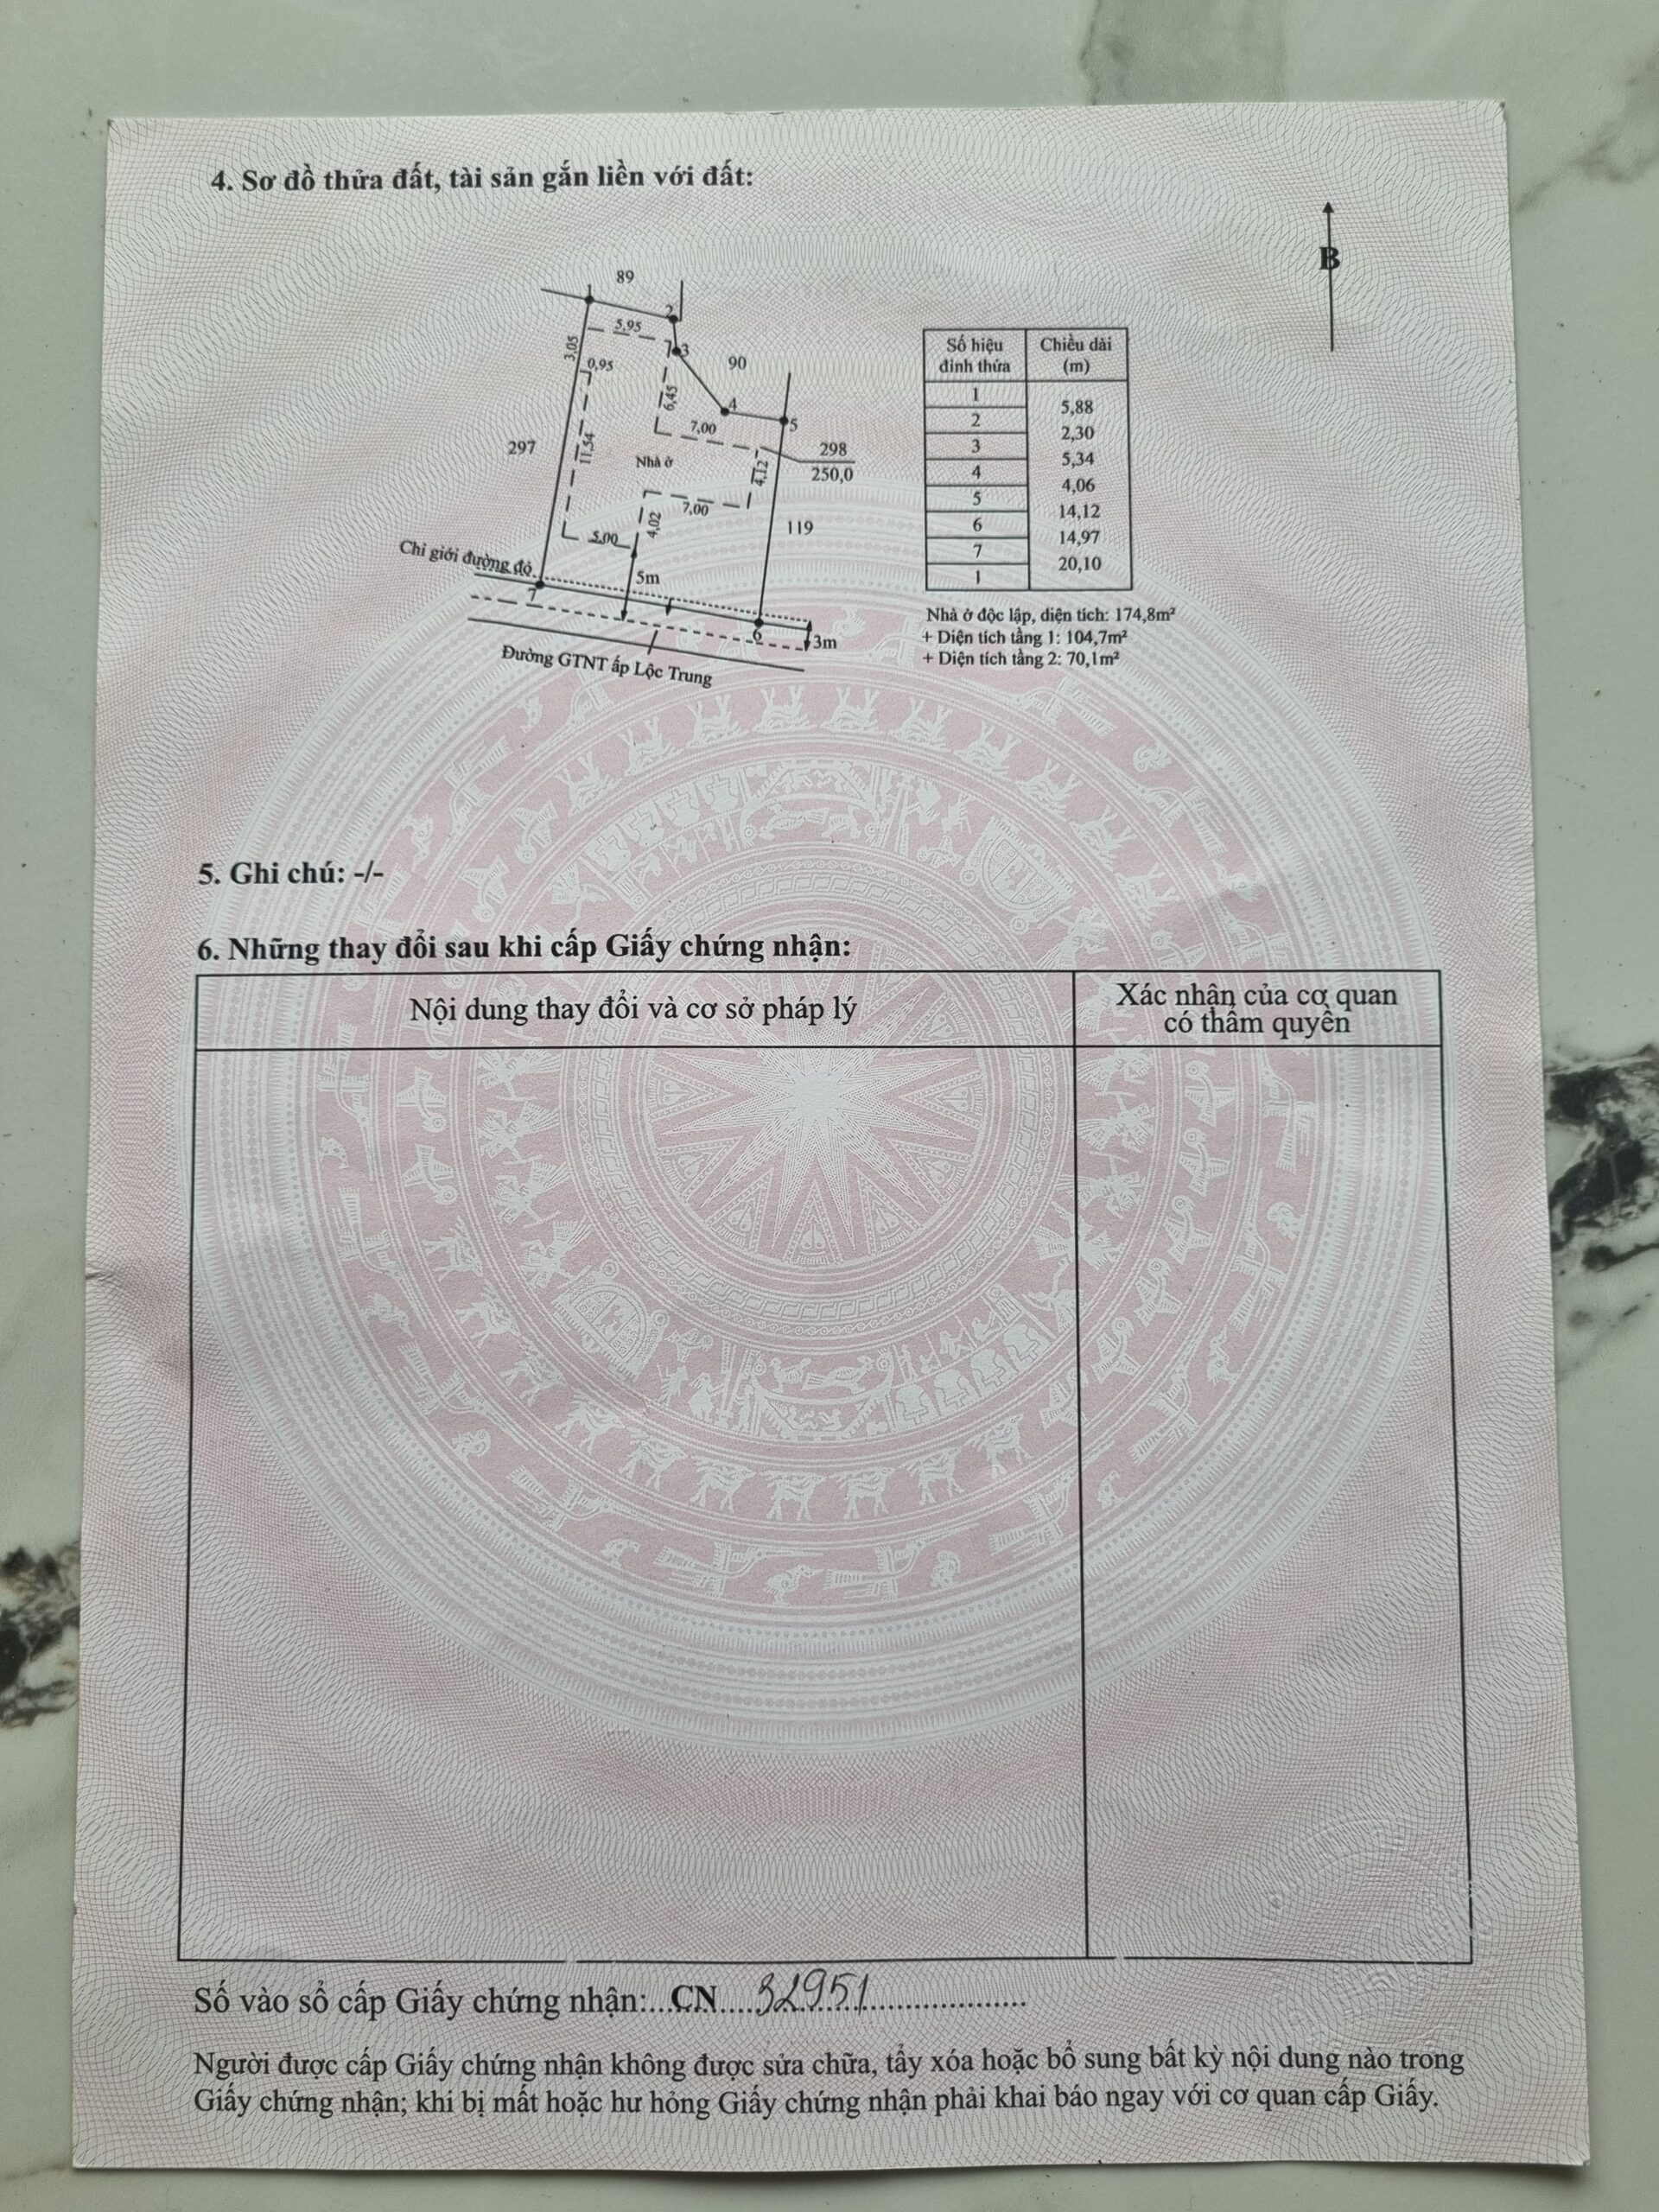 4. Sơ đồ thửa đất, tài sản gắn liền với đất:
B
89
1
2
5,95
3,05
3
90
0,95
6,45
4
5
7,00
297
11,54
Nhà ở
298
250,0
4,12
7,00
4,02
119
5,00
Chỉ giới đường đỏ
5m
7
6
3m
Đường GTNT ấp Lộc Trung
Số hiệu đỉnh thửa
Chiều dài (m)
1
5,88
2
2,30
3
5,34
4
4,06
5
14,12
6
14,97
7
20,10
1
Nhà ở độc lập, diện tích: 174,8m²
+ Diện tích tầng 1: 104,7m²
+ Diện tích tầng 2: 70,1m²
5. Ghi chú: -/-
6. Những thay đổi sau khi cấp Giấy chứng nhận:
Nội dung thay đổi và cơ sở pháp lý
Xác nhận của cơ quan
có thẩm quyền
Số vào sổ cấp Giấy chứng nhận:...CN....32951......................
Người được cấp Giấy chứng nhận không được sửa chữa, tẩy xóa hoặc bổ sung bất kỳ nội dung nào trong
Giấy chứng nhận; khi bị mất hoặc hư hỏng Giấy chứng nhận phải khai báo ngay với cơ quan cấp Giấy.